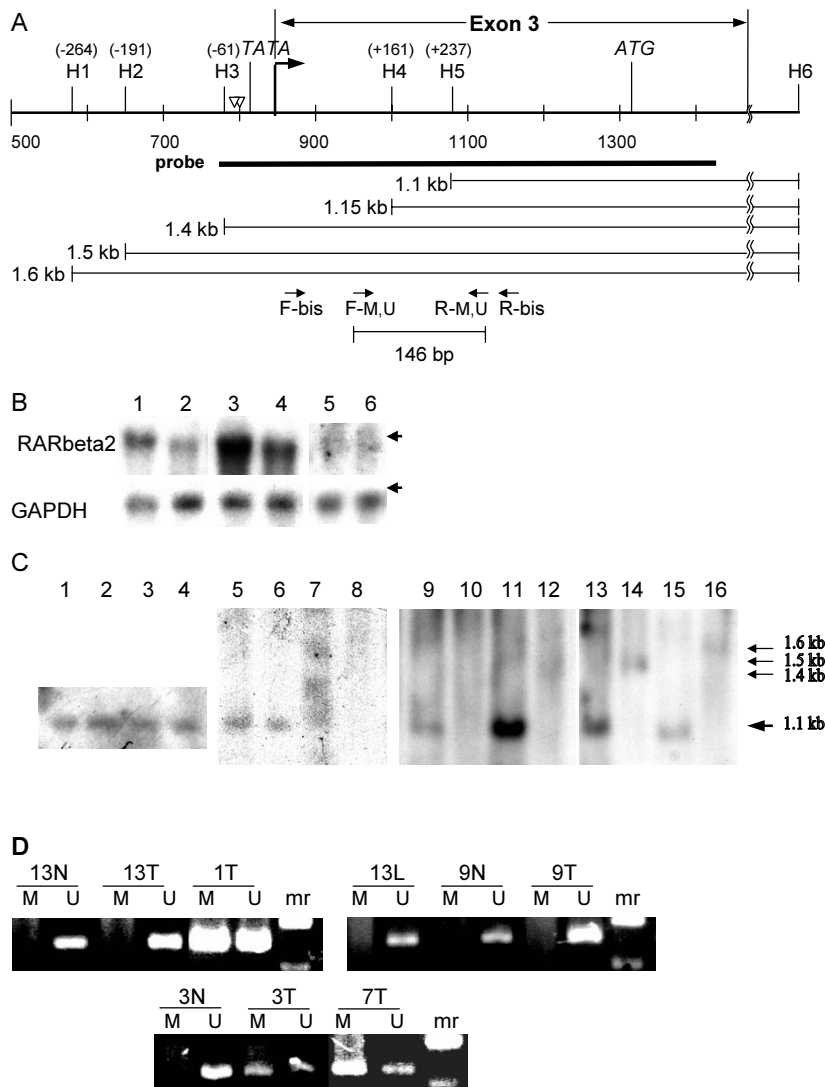 A
Exon 3
(-264) (-191) (-61) TATA (+161) (+237) ATG
H1 H2 H3 H4 H5 H6
500 700 900 1100 1300
probe
1.1 kb
1.15 kb
1.4 kb
1.5 kb
1.6 kb
F-bis F-M,U R-M,U R-bis
146 bp
B
1 2 3 4 5 6
RARbeta2
GAPDH
C
1 2 3 4 5 6 7 8 9 10 11 12 13 14 15 16
1.6 kb
1.5 kb
1.4 kb
1.1 kb
D
13N 13T 1T 13L 9N 9T
M U M U M U mr M U M U M U mr
3N 3T 7T
M U M U M U mr